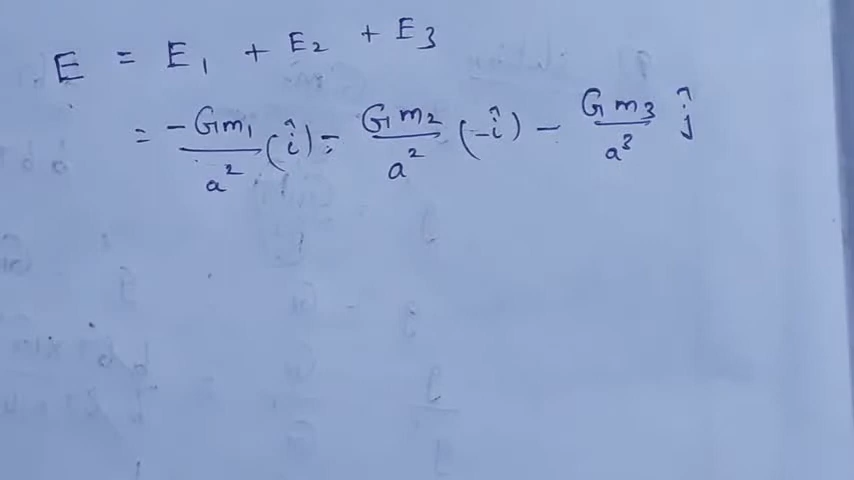 E = E₁ + E₂ + E₃
= -Gm₁/a² (î) - Gm₂/a² (-î) - Gm₃/a³ ĵ